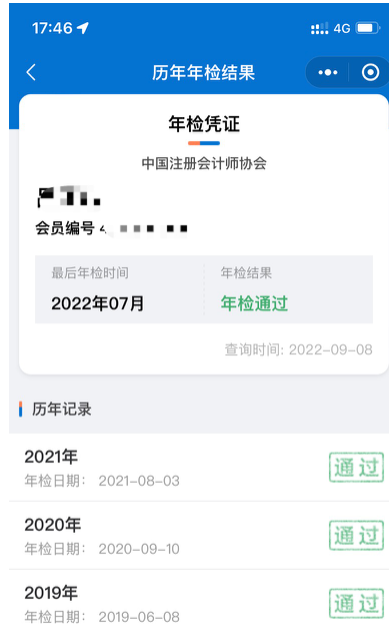 17:46
4G
历年年检结果
年检凭证
中国注册会计师协会
会员编号
最后年检时间
年检结果
2022年07月
年检通过
查询时间: 2022-09-08
历年记录
2021年
年检日期: 2021-08-03
通过
2020年
年检日期: 2020-09-10
通过
2019年
年检日期: 2019-06-08
通过